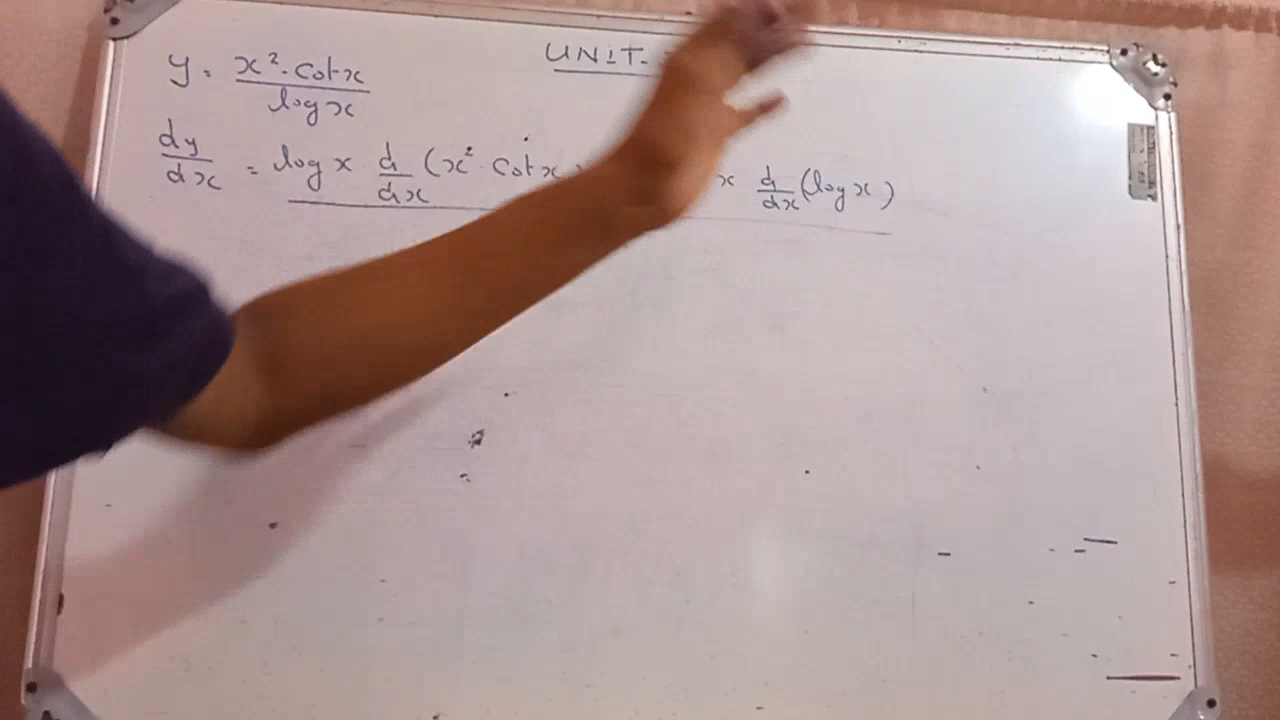 UNIT-
y = x² · cot x / log x
dy/dx = log x d/dx (x² · cot x x d/dx (log x)